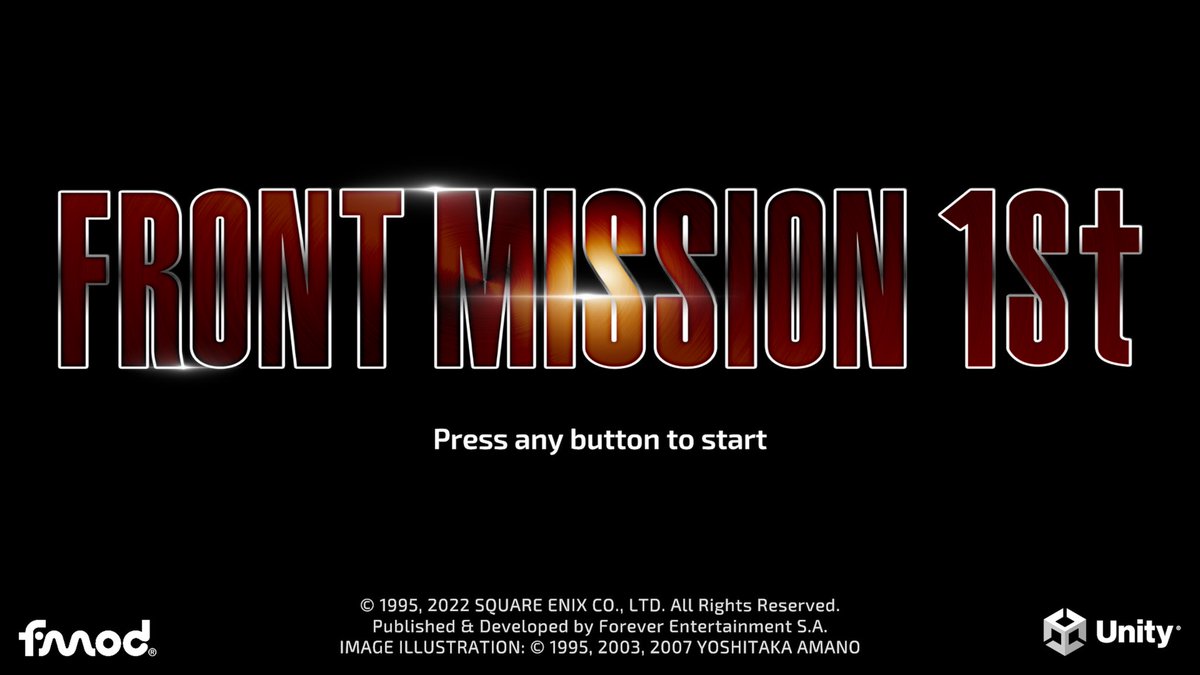 FRONT MISSION 1St
Press any button to start
© 1995, 2022 SQUARE ENIX CO., LTD. All Rights Reserved.
Published & Developed by Forever Entertainment S.A.
IMAGE ILLUSTRATION: © 1995, 2003, 2007 YOSHITAKA AMANO
fmod®
Unity®